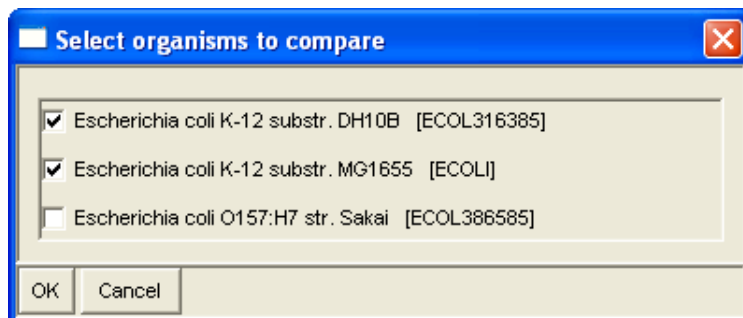 Select organisms to compare
Escherichia coli K-12 substr. DH10B [ECOL316385]
Escherichia coli K-12 substr. MG1655 [ECOLI]
Escherichia coli O157:H7 str. Sakai [ECOL386585]
OK Cancel